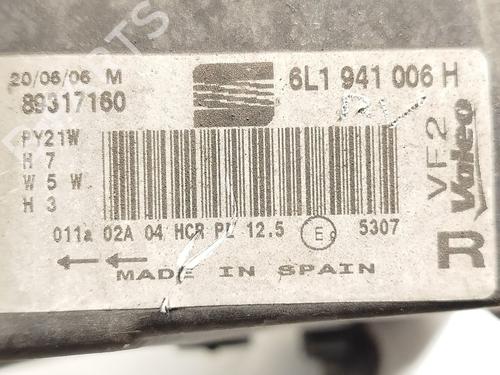 20/06/06 M
89317160
6L1 941 006 H
PY21W
H 7
W 5 W
H 3
VF2
Valeo
R
011a 02A 04 HCR PL 12.5 E 5307
MADE IN SPAIN
PARTS